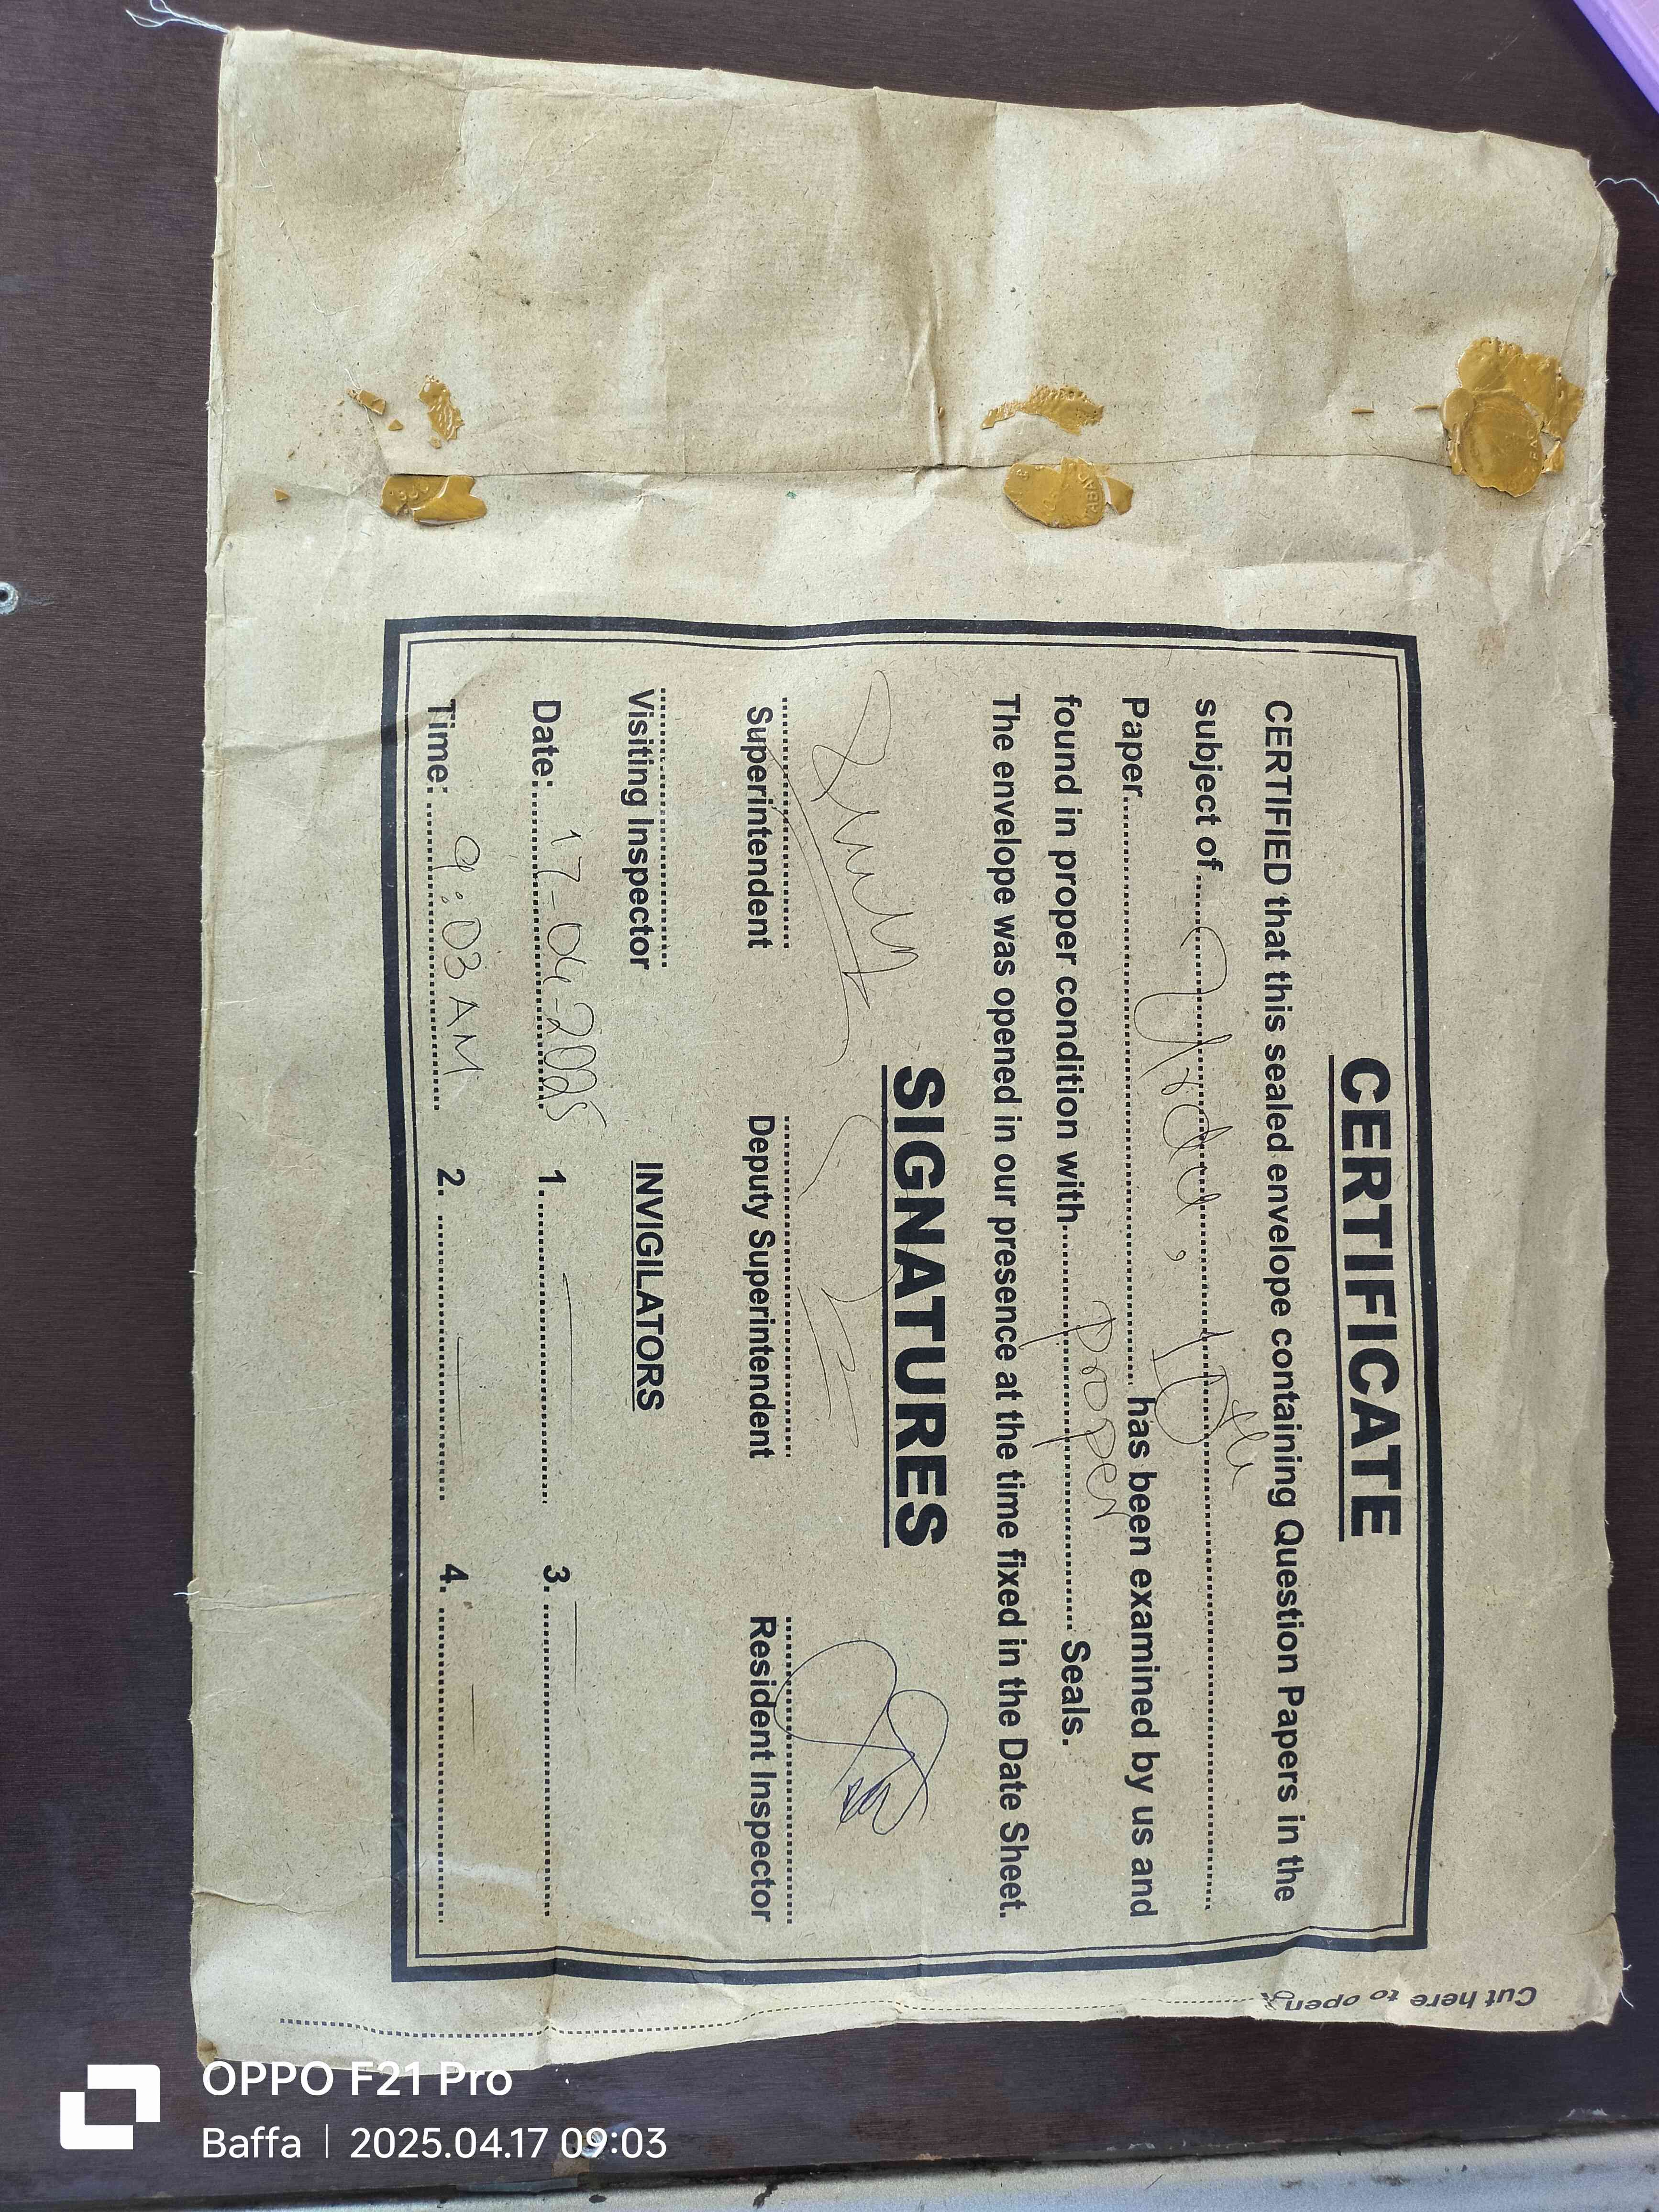 CERTIFICATE
CERTIFIED that this sealed envelope containing Question Papers in the
subject of Urdu, 10th
Paper has been examined by us and
found in proper condition with proper Seals.
The envelope was opened in our presence at the time fixed in the Date Sheet.
SIGNATURES
Superintendent Deputy Superintendent Resident Inspector
Visiting Inspector INVIGILATORS
Date: 17-04-2025 1. 3.
Time: 9:03 AM 2. 4.
Cut here to open
OPPO F21 Pro
Baffa | 2025.04.17 09:03